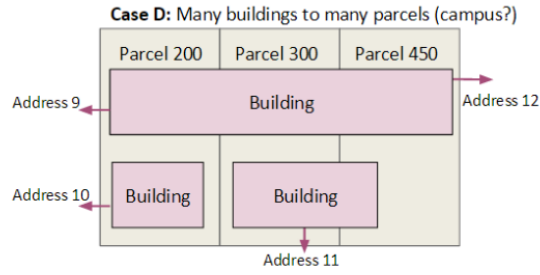 Case D: Many buildings to many parcels (campus?)
Parcel 200 Parcel 300 Parcel 450
Address 9 Building Address 12
Address 10 Building Building
Address 11